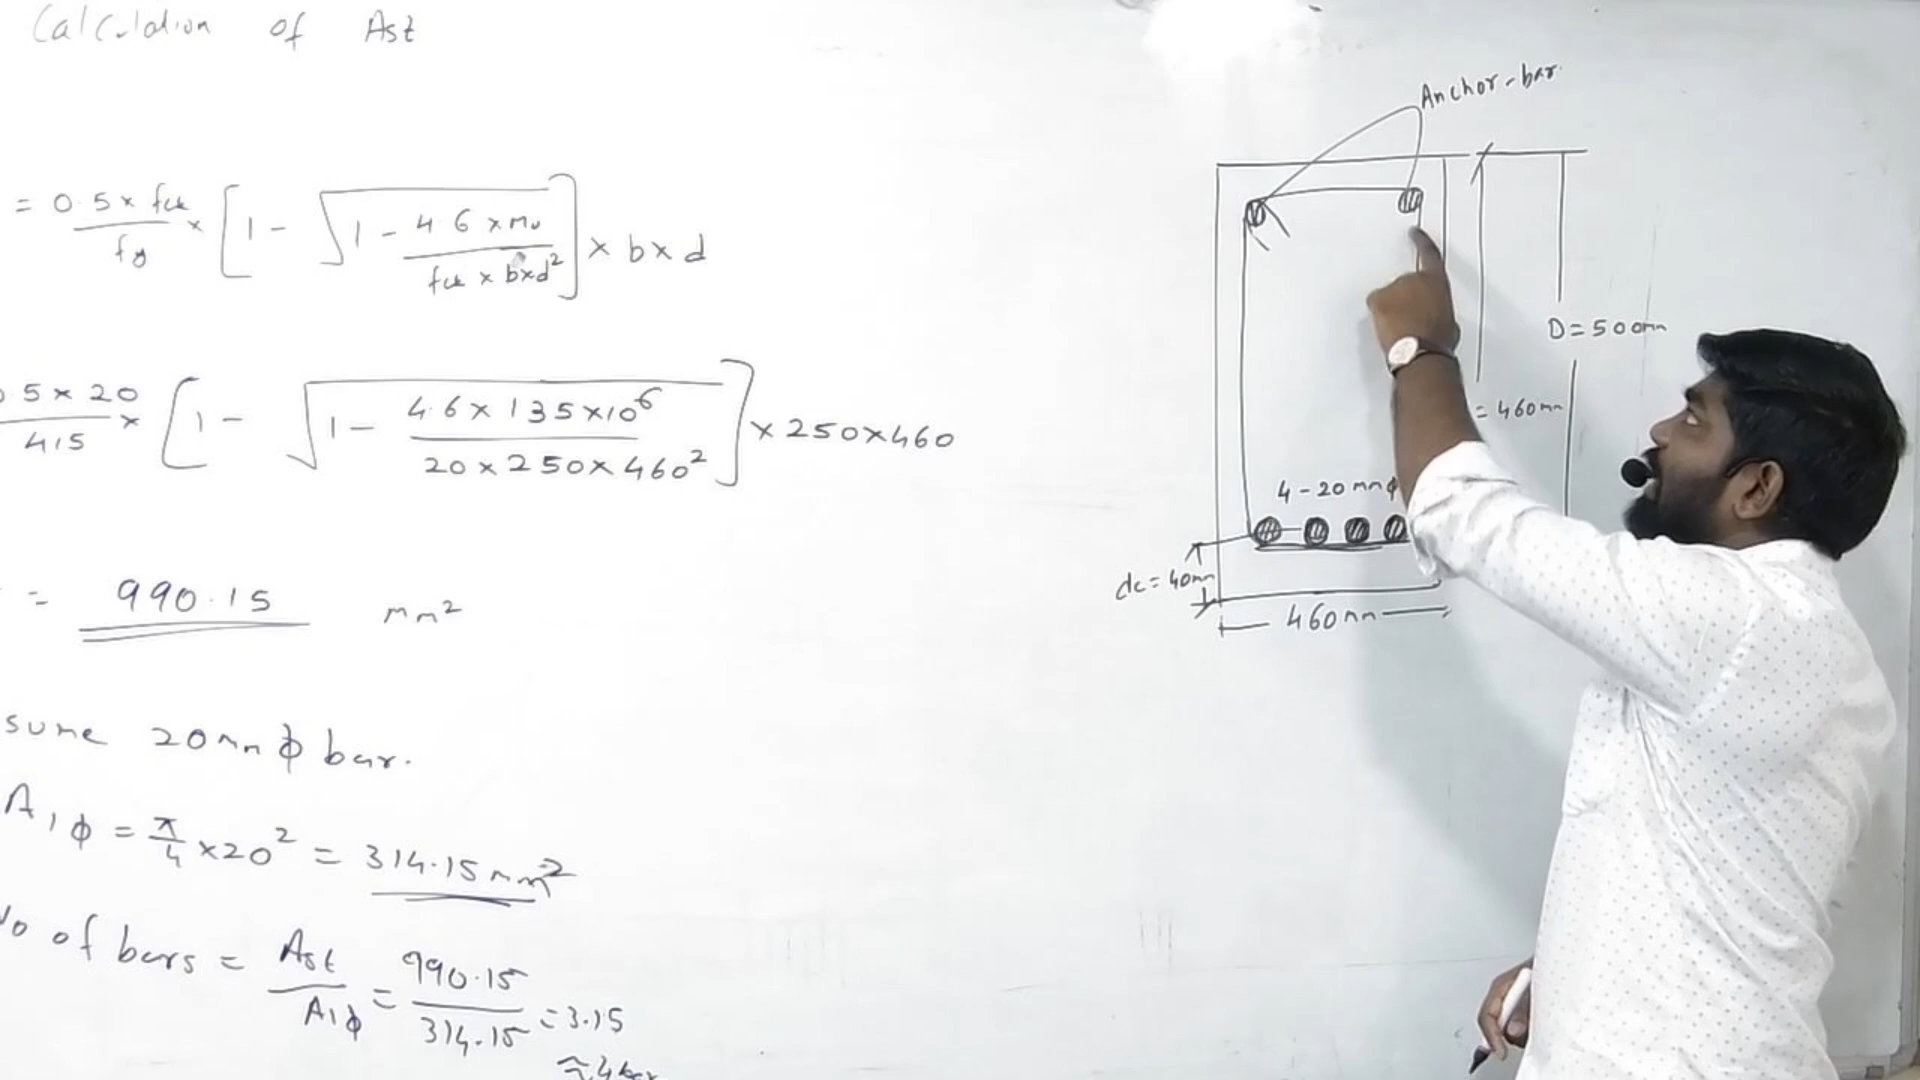 Calculation of Ast
= 0.5 × fck / fy × [1 - √1 - 4.6 × Mu / fck × b×d²] × b × d
5 × 20 / 415 × [1 - √1 - 4.6 × 135 × 10⁶ / 20 × 250 × 460²] × 250 × 460
= 990.15 mm²
sume 20mm ϕ bar.
A1ϕ = π/4 × 20² = 314.15 mm²
No of bars = Ast / A1ϕ = 990.15 / 314.15 = 3.15
≈ 4 bar
Anchor-bar.
D = 500mm
= 460mm
4 - 20 mm ϕ
dc = 40mm
460mm